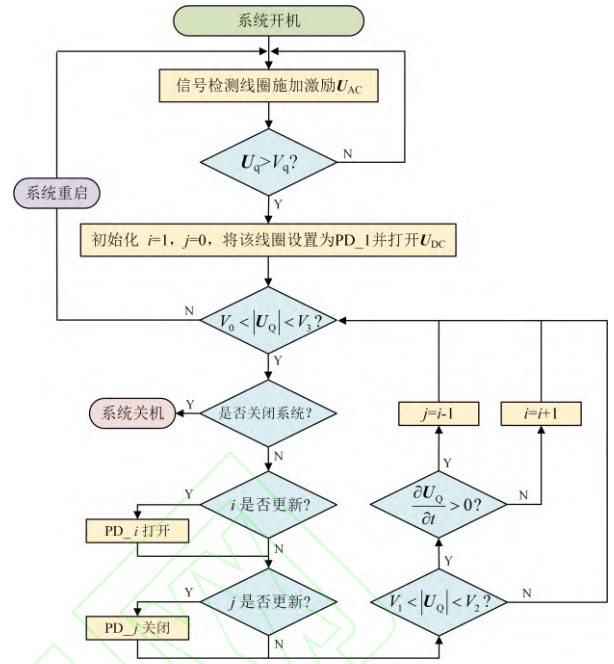 系统开机
信号检测线圈施加激励U_AC
U_q>V_q?
N
Y
系统重启
初始化 i=1，j=0，将该线圈设置为PD_1并打开U_DC
N
V_0<|U_Q|<V_3?
Y
系统关机
Y
是否关闭系统?
N
j=i-1
i=i+1
Y
i 是否更新?
PD_i 打开
N
Y
∂U_Q/∂t>0?
N
Y
j 是否更新?
PD_j 关闭
N
Y
V_1<|U_Q|<V_2?
N